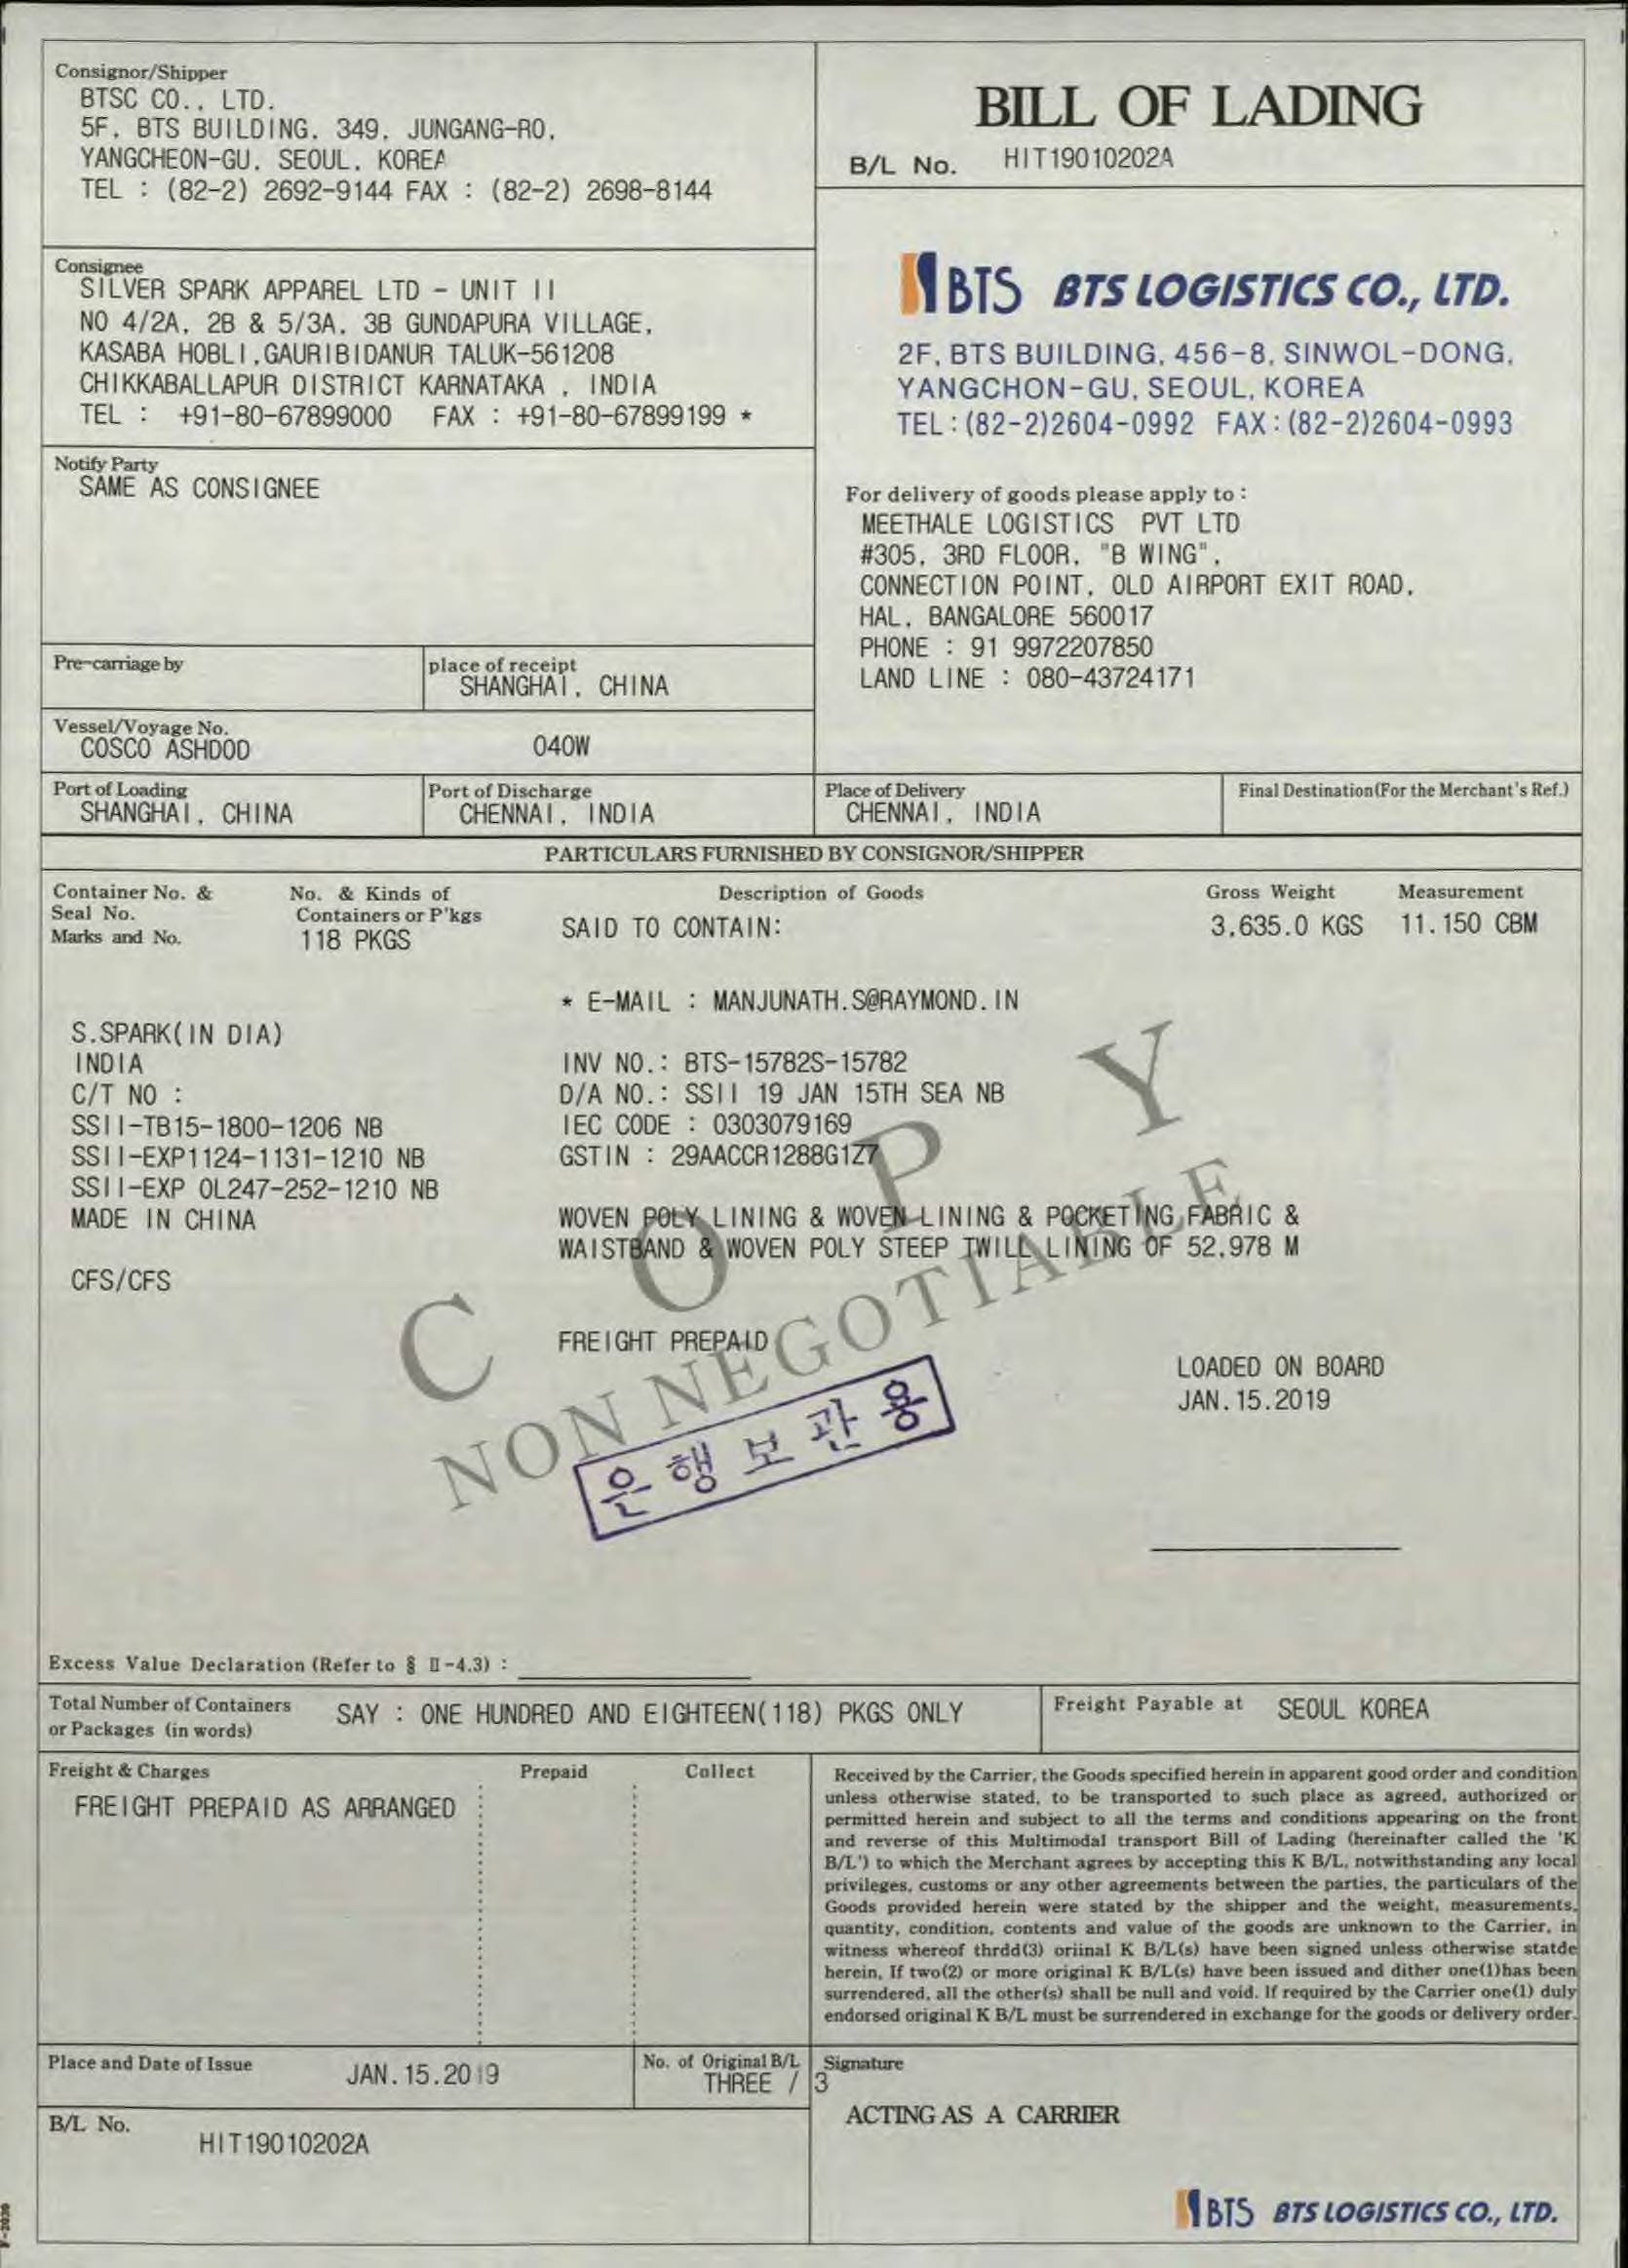 Consignor/Shipper
BTSC CO., LTD.
5F, BTS BUILDING, 349, JUNGANG-RO,
YANGCHEON-GU, SEOUL, KOREA
TEL : (82-2) 2692-9144 FAX : (82-2) 2698-8144
BILL OF LADING
B/L No. HIT19010202A
Consignee
SILVER SPARK APPAREL LTD - UNIT II
NO 4/2A, 2B & 5/3A, 3B GUNDAPURA VILLAGE,
KASABA HOBLI,GAURIBIDANUR TALUK-561208
CHIKKABALLAPUR DISTRICT KARNATAKA , INDIA
TEL : +91-80-67899000 FAX : +91-80-67899199 *
BTS BTS LOGISTICS CO., LTD.
2F, BTS BUILDING, 456-8, SINWOL-DONG,
YANGCHON-GU, SEOUL, KOREA
TEL : (82-2)2604-0992 FAX : (82-2)2604-0993
Notify Party
SAME AS CONSIGNEE
For delivery of goods please apply to :
MEETHALE LOGISTICS PVT LTD
#305, 3RD FLOOR, "B WING",
CONNECTION POINT, OLD AIRPORT EXIT ROAD,
HAL, BANGALORE 560017
PHONE : 91 9972207850
LAND LINE : 080-43724171
Pre-carriage by
place of receipt
SHANGHAI, CHINA
Vessel/Voyage No.
COSCO ASHDOD 040W
Port of Loading
SHANGHAI, CHINA
Port of Discharge
CHENNAI, INDIA
Place of Delivery
CHENNAI, INDIA
Final Destination(For the Merchant's Ref.)
PARTICULARS FURNISHED BY CONSIGNOR/SHIPPER
Container No. &
Seal No.
Marks and No.
No. & Kinds of
Containers or P'kgs
118 PKGS
Description of Goods
SAID TO CONTAIN:
Gross Weight
3,635.0 KGS
Measurement
11.150 CBM
* E-MAIL : MANJUNATH.S@RAYMOND.IN
S.SPARK(IN DIA)
INDIA
C/T NO :
SSII-TB15-1800-1206 NB
SSII-EXP1124-1131-1210 NB
SSII-EXP OL247-252-1210 NB
MADE IN CHINA
CFS/CFS
INV NO.: BTS-15782S-15782
D/A NO.: SSII 19 JAN 15TH SEA NB
IEC CODE : 0303079169
GSTIN : 29AACCR1288G1Z7
WOVEN POLY LINING & WOVEN LINING & POCKETING FABRIC &
WAISTBAND & WOVEN POLY STEEP TWILL LINING OF 52,978 M
FREIGHT PREPAID
COPY
NON NEGOTIABLE
은행보관용
LOADED ON BOARD
JAN.15.2019
Excess Value Declaration (Refer to § II-4.3) :
Total Number of Containers
or Packages (in words)
SAY : ONE HUNDRED AND EIGHTEEN(118) PKGS ONLY
Freight Payable at SEOUL KOREA
Freight & Charges Prepaid Collect
FREIGHT PREPAID AS ARRANGED
Received by the Carrier, the Goods specified herein in apparent good order and condition
unless otherwise stated, to be transported to such place as agreed, authorized or
permitted herein and subject to all the terms and conditions appearing on the front
and reverse of this Multimodal transport Bill of Lading (hereinafter called the 'K
B/L') to which the Merchant agrees by accepting this K B/L, notwithstanding any local
privileges, customs or any other agreements between the parties, the particulars of the
Goods provided herein were stated by the shipper and the weight, measurements,
quantity, condition, contents and value of the goods are unknown to the Carrier, in
witness whereof thrdd(3) oriinal K B/L(s) have been signed unless otherwise statde
herein, If two(2) or more original K B/L(s) have been issued and dither one(1)has been
surrendered, all the other(s) shall be null and void. If required by the Carrier one(1) duly
endorsed original K B/L must be surrendered in exchange for the goods or delivery order.
Place and Date of Issue JAN.15.2019
No. of Original B/L
THREE / 3
Signature
ACTING AS A CARRIER
B/L No.
HIT19010202A
BTS BTS LOGISTICS CO., LTD.
F-2030